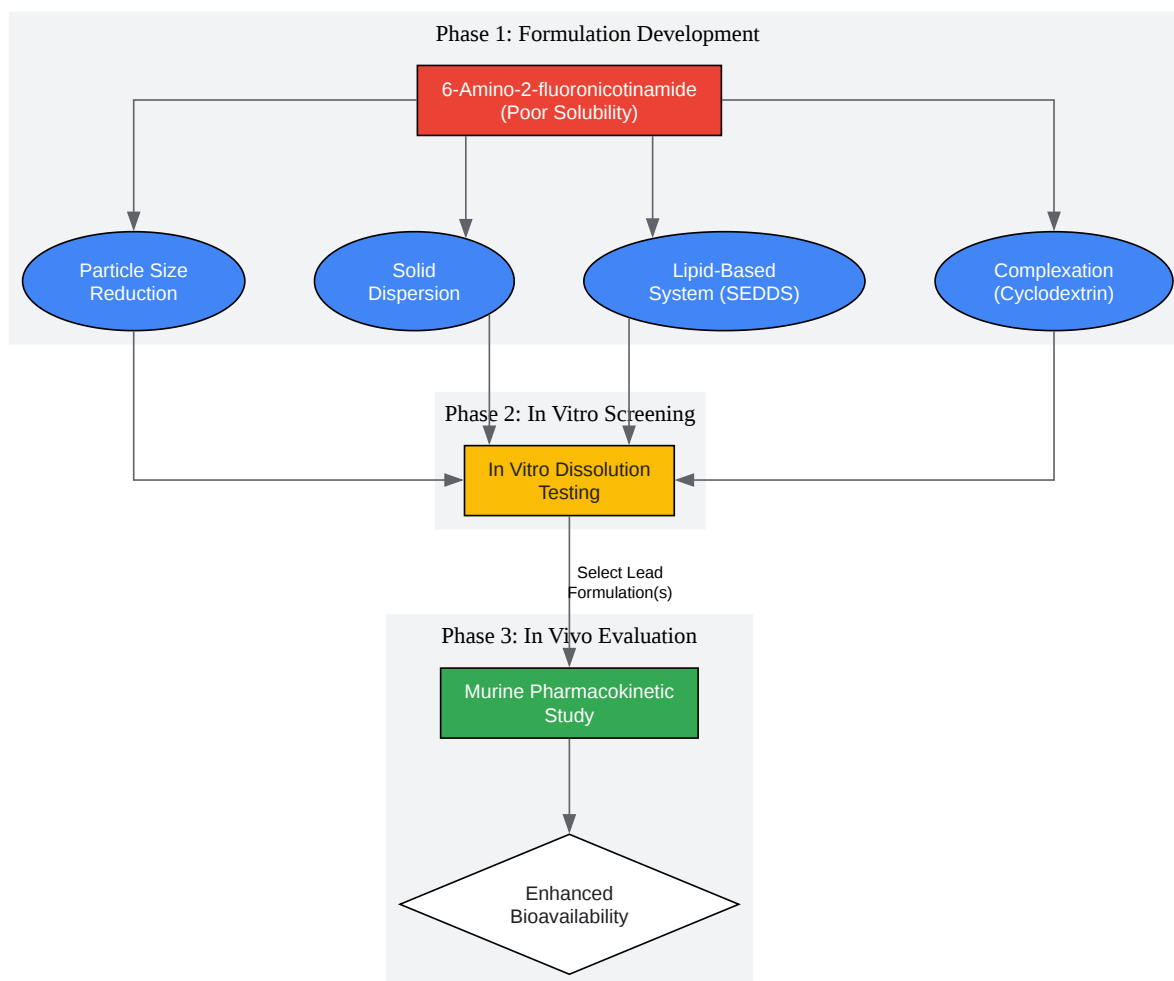 Phase 1: Formulation Development
6-Amino-2-fluoronicotinamide
(Poor Solubility)
Particle Size
Reduction
Solid
Dispersion
Lipid-Based
System (SEDDS)
Complexation
(Cyclodextrin)
Phase 2: In Vitro Screening
In Vitro Dissolution
Testing
Select Lead
Formulation(s)
Phase 3: In Vivo Evaluation
Murine Pharmacokinetic
Study
Enhanced
Bioavailability